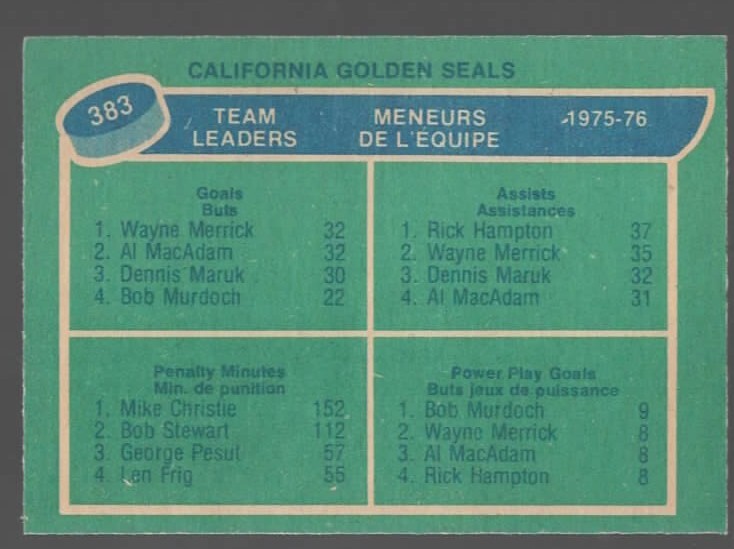 CALIFORNIA GOLDEN SEALS
383
TEAM LEADERS
MENEURS DE L'ÉQUIPE
1975-76
Goals
Buts
1. Wayne Merrick 32
2. Al MacAdam 32
3. Dennis Maruk 30
4. Bob Murdoch 22
Assists
Assistances
1. Rick Hampton 37
2. Wayne Merrick 35
3. Dennis Maruk 32
4. Al MacAdam 31
Penalty Minutes
Min. de punition
1. Mike Christie 152
2. Bob Stewart 112
3. George Pesut 57
4. Len Frig 55
Power Play Goals
Buts jeux de puissance
1. Bob Murdoch 9
2. Wayne Merrick 8
3. Al MacAdam 8
4. Rick Hampton 8